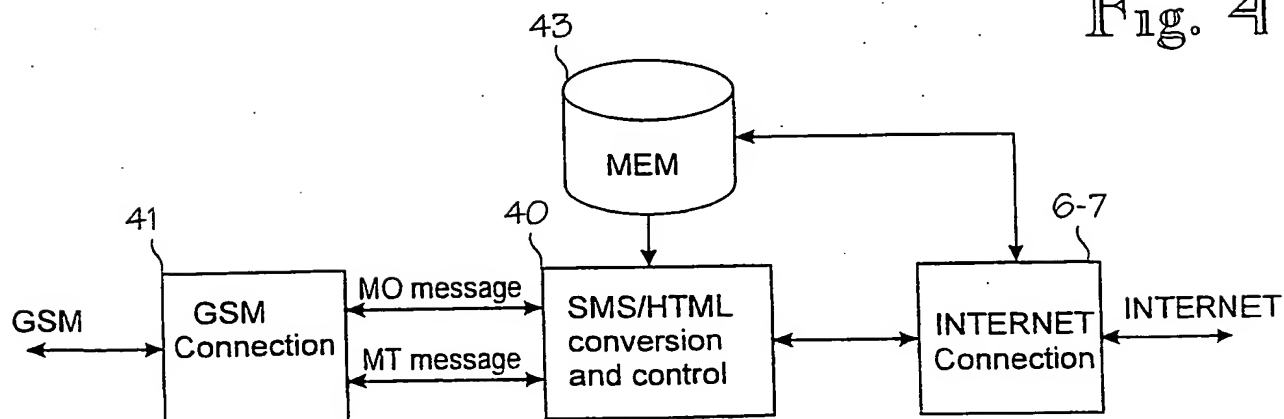 Fig. 4
43
MEM
41
40
6-7
GSM
GSM
Connection
MO message
MT message
SMS/HTML
conversion
and control
INTERNET
Connection
INTERNET